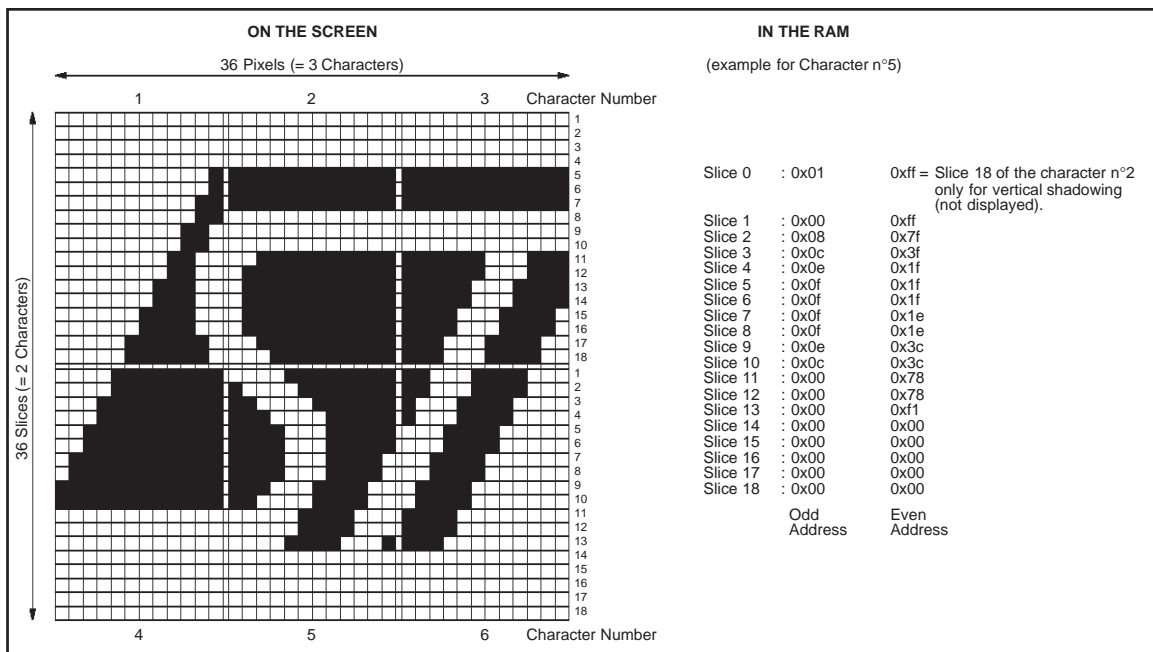 ON THE SCREEN
36 Pixels (= 3 Characters)
1 2 3 Character Number
36 Slices (= 2 Characters)
1
2
3
4
5
6
7
8
9
10
11
12
13
14
15
16
17
18
1
2
3
4
5
6
7
8
9
10
11
12
13
14
15
16
17
18
4 5 6 Character Number
IN THE RAM
(example for Character n°5)
Slice 0 : 0x01 0xff = Slice 18 of the character n°2
only for vertical shadowing
(not displayed).
Slice 1 : 0x00 0xff
Slice 2 : 0x08 0x7f
Slice 3 : 0x0c 0x3f
Slice 4 : 0x0e 0x1f
Slice 5 : 0x0f 0x1f
Slice 6 : 0x0f 0x1f
Slice 7 : 0x0f 0x1e
Slice 8 : 0x0f 0x1e
Slice 9 : 0x0e 0x3c
Slice 10 : 0x0c 0x3c
Slice 11 : 0x00 0x78
Slice 12 : 0x00 0x78
Slice 13 : 0x00 0xf1
Slice 14 : 0x00 0x00
Slice 15 : 0x00 0x00
Slice 16 : 0x00 0x00
Slice 17 : 0x00 0x00
Slice 18 : 0x00 0x00
Odd Even
Address Address